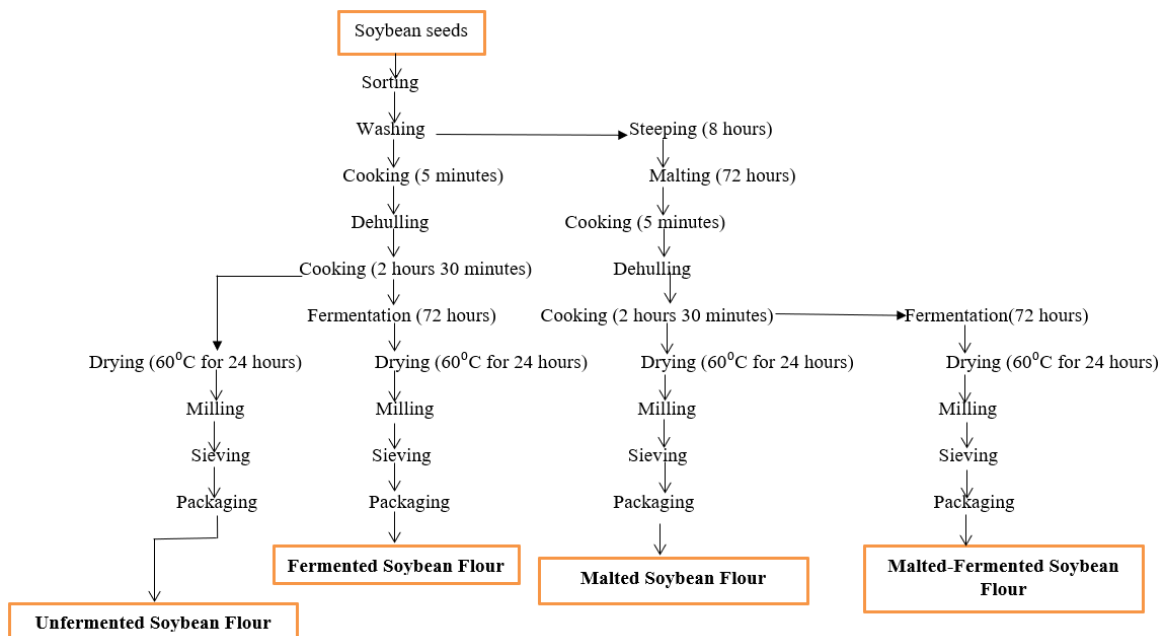 Soybean seeds
Sorting
Washing
Steeping (8 hours)
Cooking (5 minutes)
Malting (72 hours)
Dehulling
Cooking (5 minutes)
Cooking (2 hours 30 minutes)
Dehulling
Fermentation (72 hours)
Cooking (2 hours 30 minutes)
Fermentation(72 hours)
Drying (60⁰C for 24 hours)
Drying (60⁰C for 24 hours)
Drying (60⁰C for 24 hours)
Drying (60⁰C for 24 hours)
Milling
Milling
Milling
Milling
Sieving
Sieving
Sieving
Sieving
Packaging
Packaging
Packaging
Packaging
Fermented Soybean Flour
Malted Soybean Flour
Malted-Fermented Soybean
Flour
Unfermented Soybean Flour